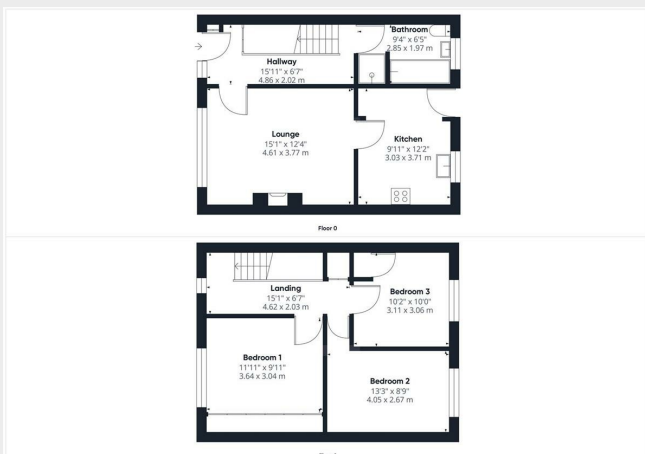 Bathroom
9'4" x 6'5"
2.85 x 1.97 m
Hallway
15'11" x 6'7"
4.86 x 2.02 m
Lounge
15'1" x 12'4"
4.61 x 3.77 m
Kitchen
9'11" x 12'2"
3.03 x 3.71 m
Floor 0
Landing
15'1" x 6'7"
4.62 x 2.03 m
Bedroom 3
10'2" x 10'0"
3.11 x 3.06 m
Bedroom 1
11'11" x 9'11"
3.64 x 3.04 m
Bedroom 2
13'3" x 8'9"
4.05 x 2.67 m